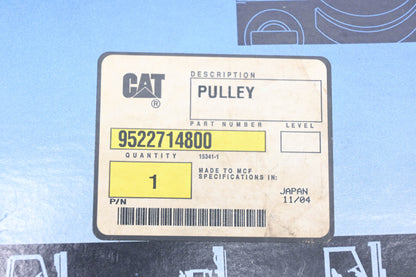 CAT
®
DESCRIPTION
PULLEY
PART NUMBER
LEVEL
9522714800
QUANTITY
15341-1
1
MADE TO MCF
SPECIFICATIONS IN:
JAPAN
11/04
P/N